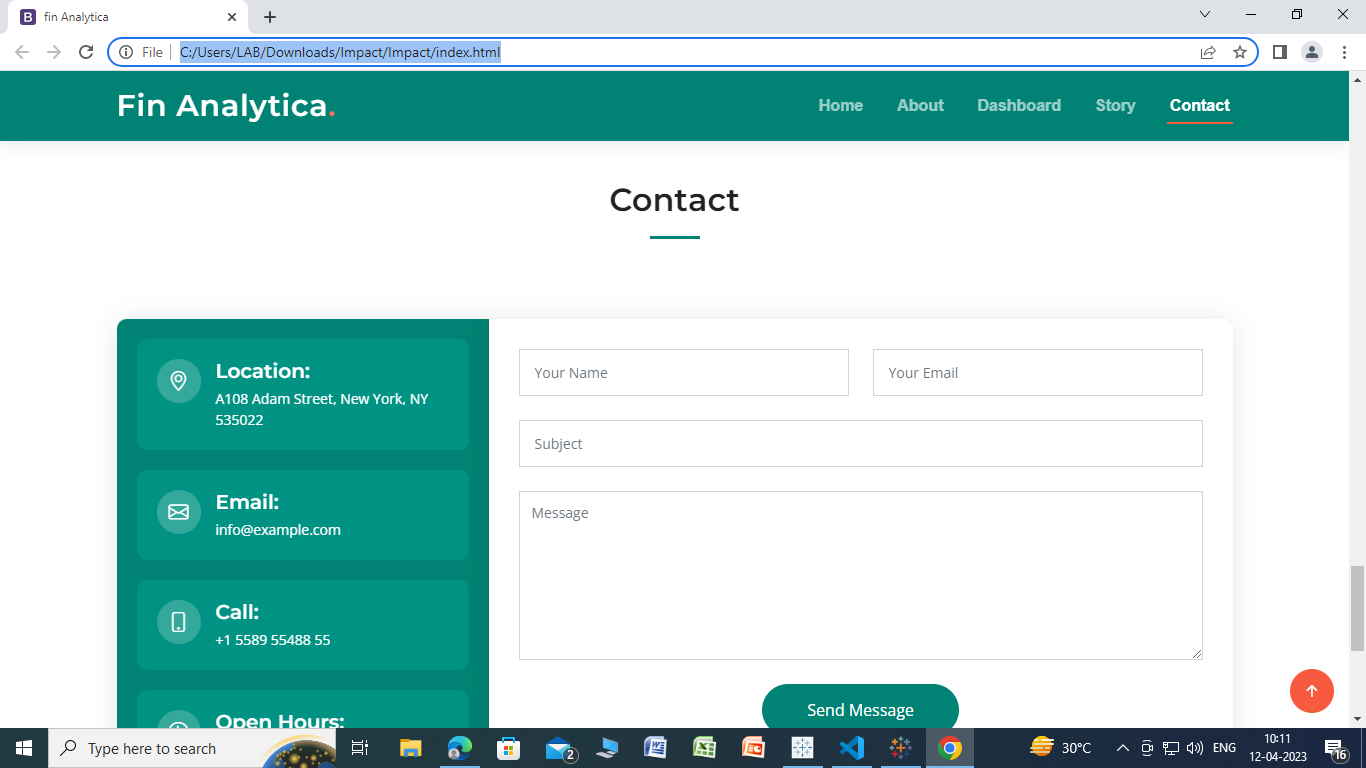 fin Analytica
File
C:/Users/LAB/Downloads/Impact/Impact/index.html
Fin Analytica.
Home About Dashboard Story Contact
Contact
Location:
A108 Adam Street, New York, NY
535022
Email:
info@example.com
Call:
+1 5589 55488 55
Open Hours:
Your Name
Your Email
Subject
Message
Send Message
Type here to search
2
30°C
ENG
10:11
12-04-2023
16